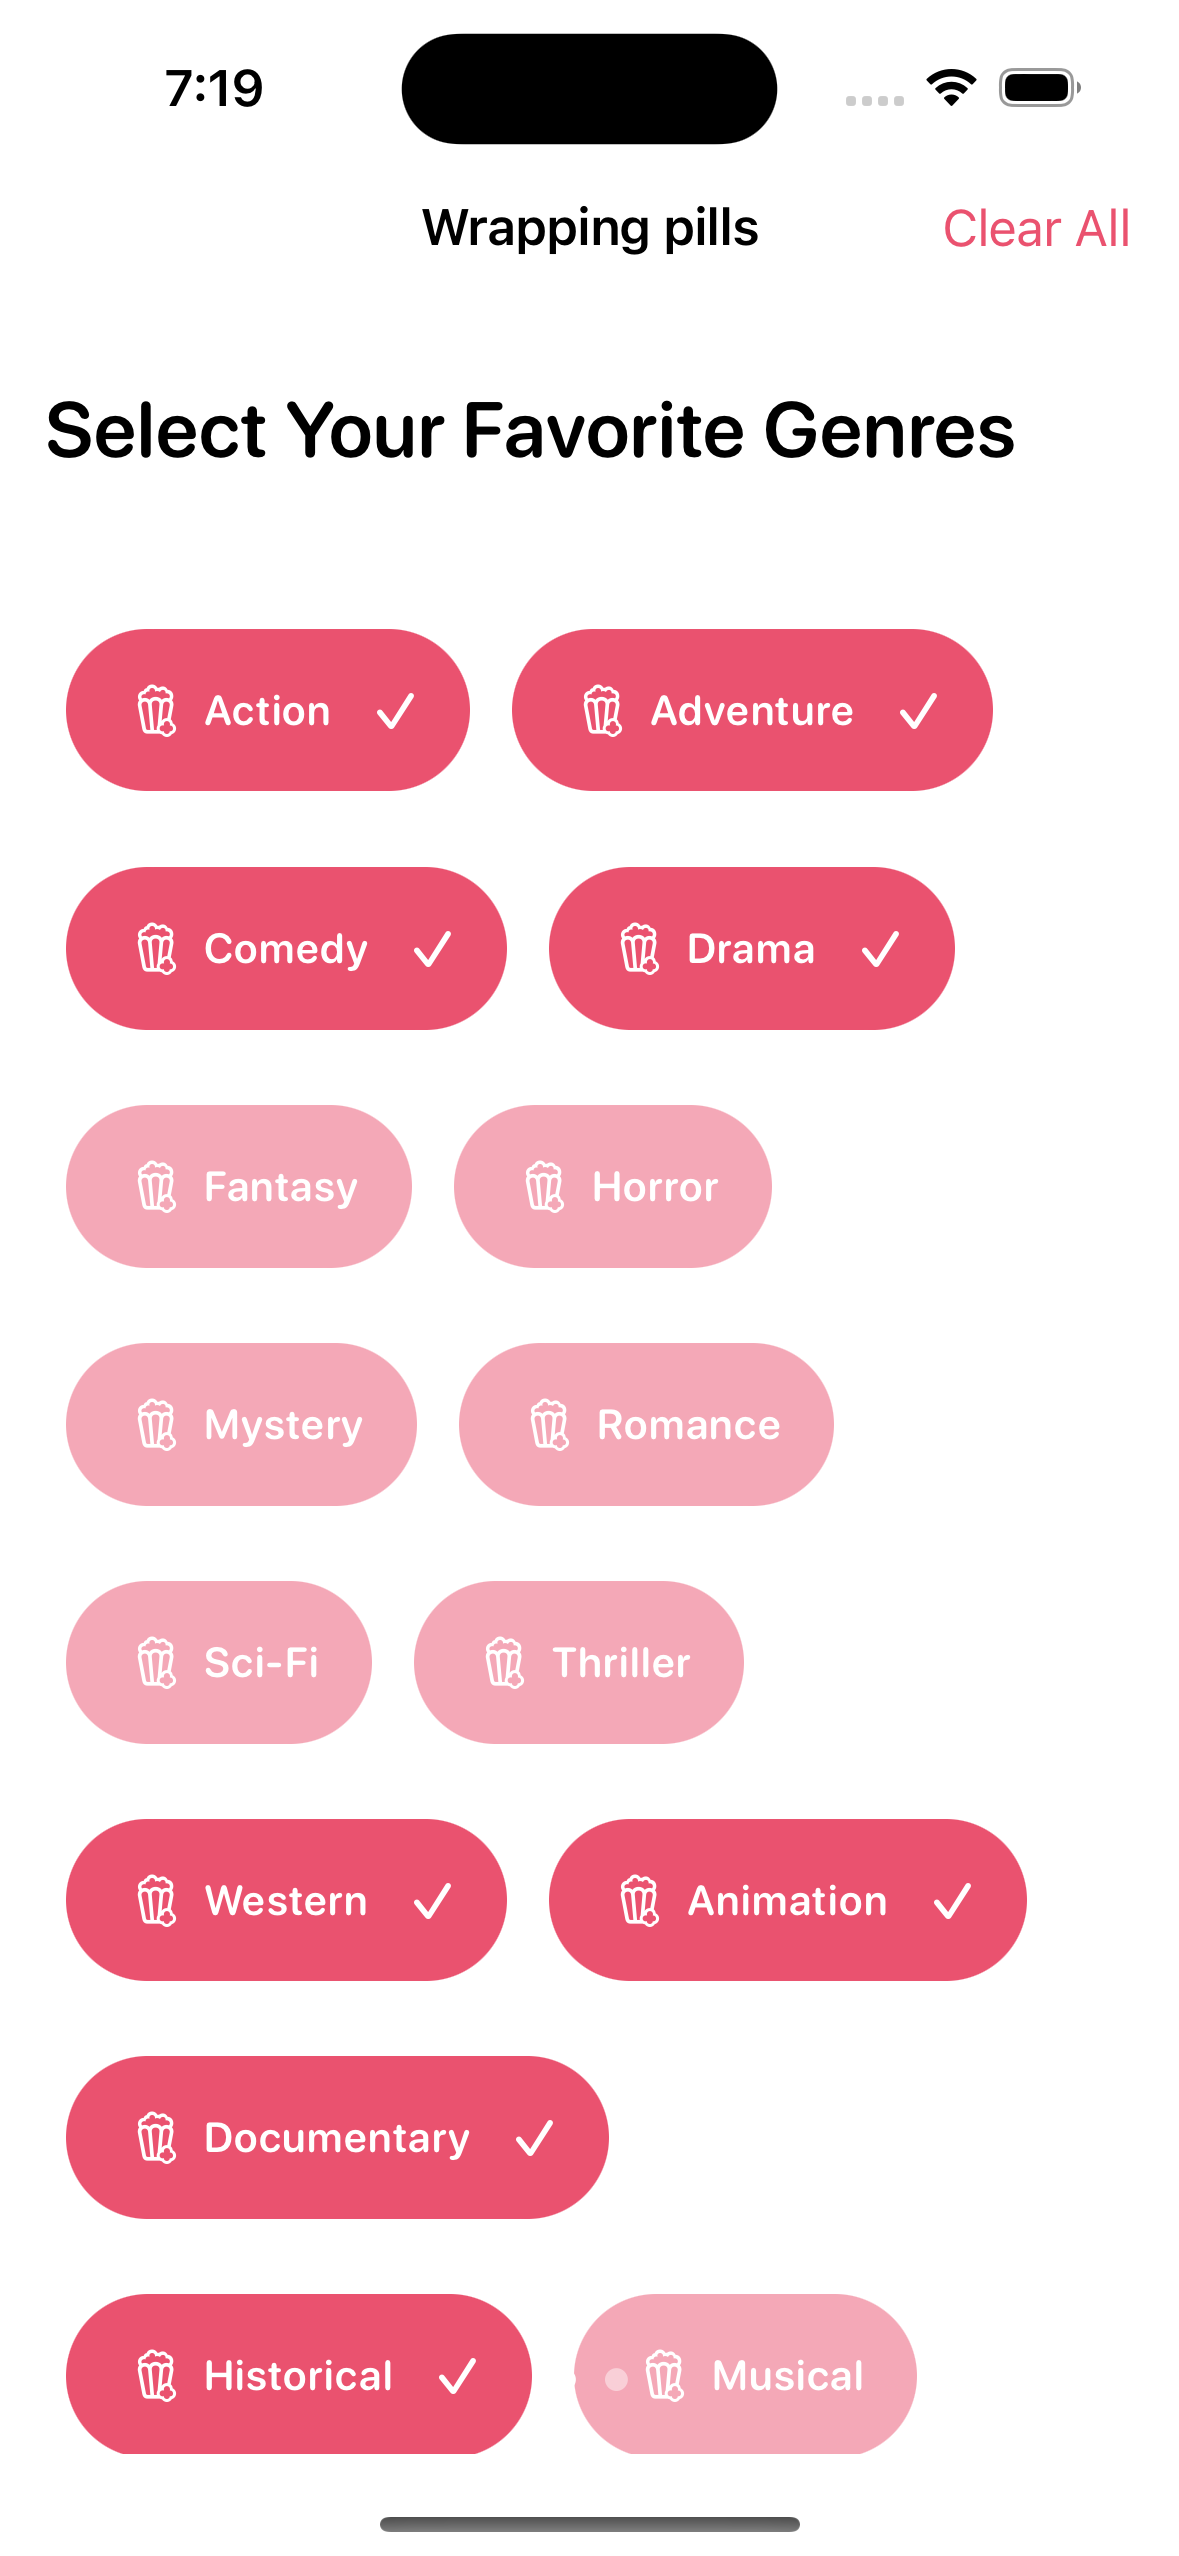 7:19
Wrapping pills Clear All
Select Your Favorite Genres
Action Adventure
Comedy Drama
Fantasy Horror
Mystery Romance
Sci-Fi Thriller
Western Animation
Documentary
Historical Musical